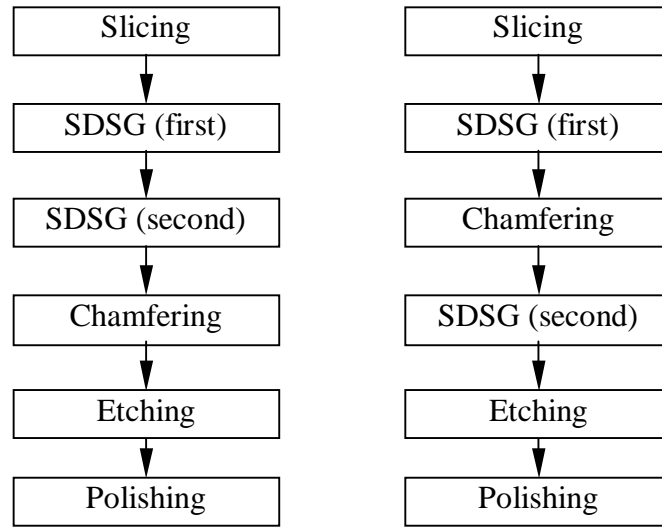 Slicing
SDSG (first)
SDSG (second)
Chamfering
Etching
Polishing
Slicing
SDSG (first)
Chamfering
SDSG (second)
Etching
Polishing